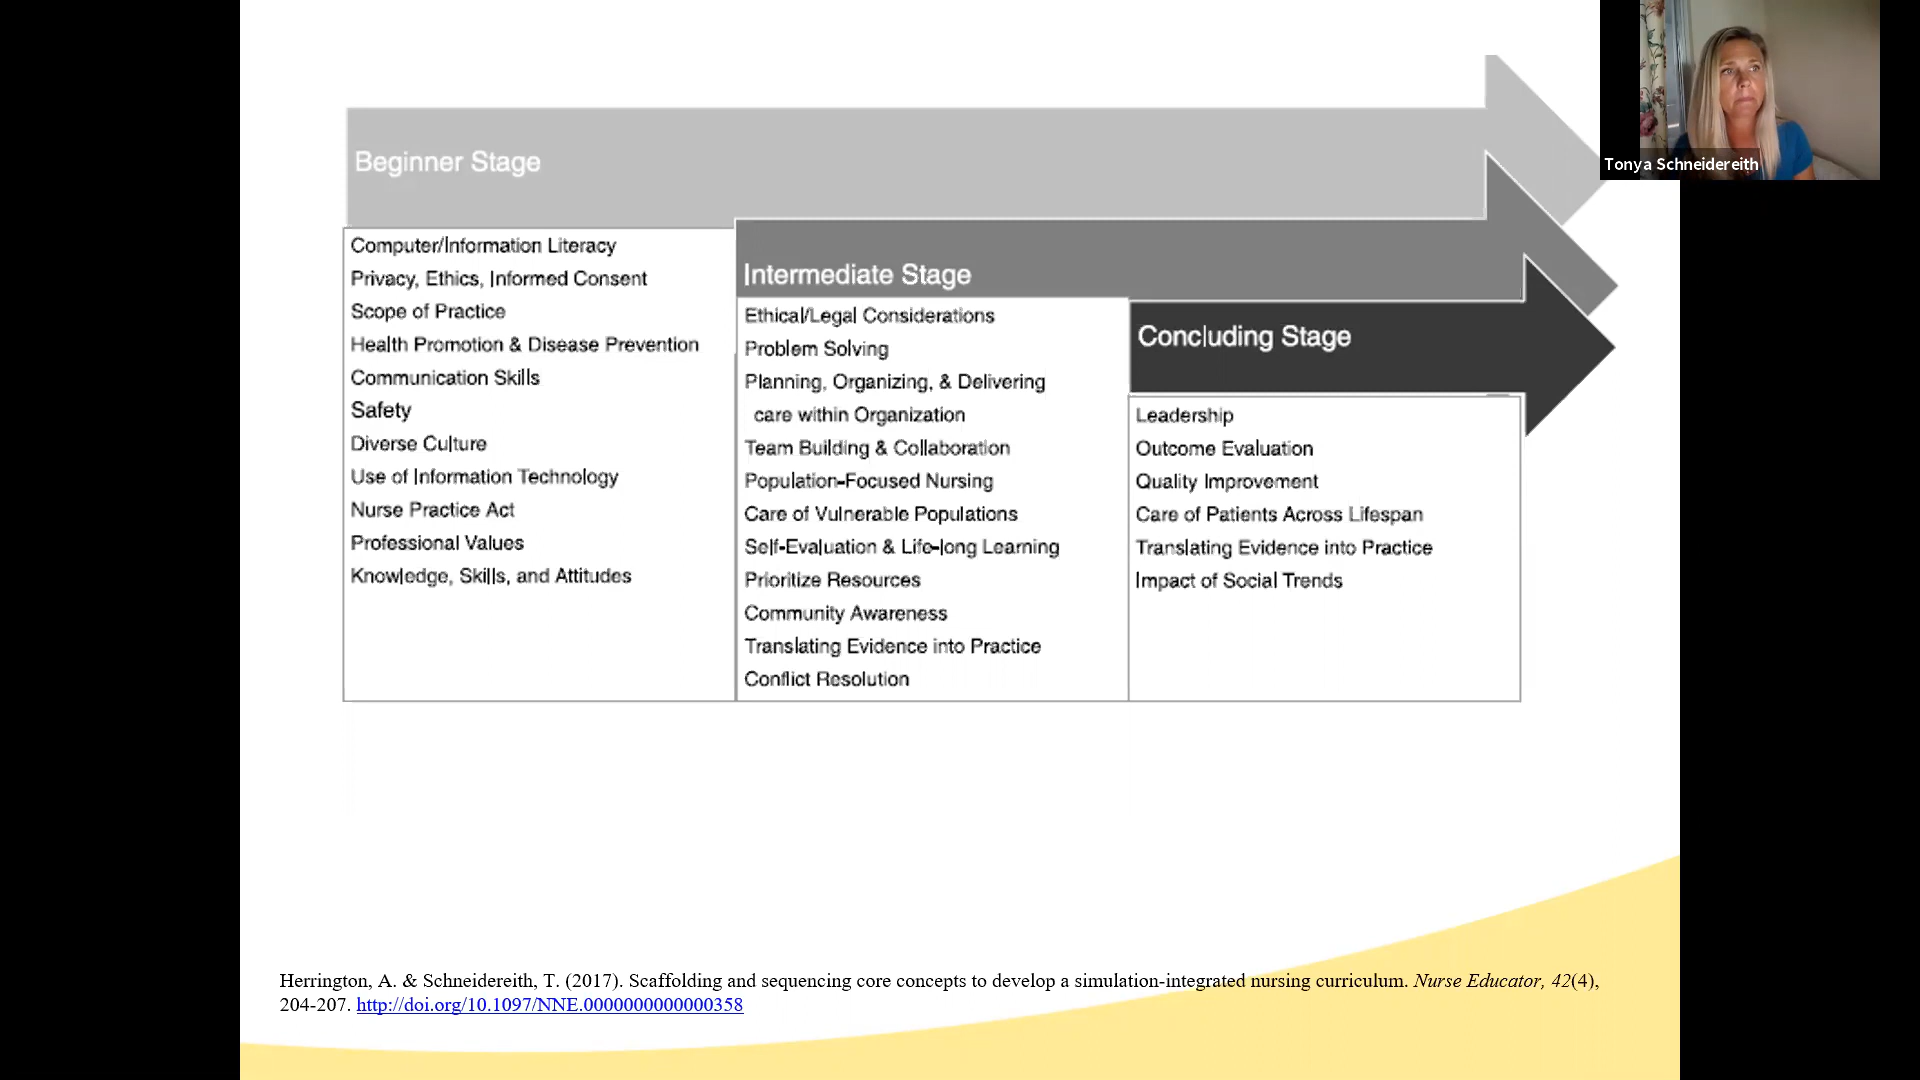 Beginner Stage
Computer/Information Literacy
Privacy, Ethics, Informed Consent
Scope of Practice
Health Promotion & Disease Prevention
Communication Skills
Safety
Diverse Culture
Use of Information Technology
Nurse Practice Act
Professional Values
Knowledge, Skills, and Attitudes
Intermediate Stage
Ethical/Legal Considerations
Problem Solving
Planning, Organizing, & Delivering
care within Organization
Team Building & Collaboration
Population-Focused Nursing
Care of Vulnerable Populations
Self-Evaluation & Life-long Learning
Prioritize Resources
Community Awareness
Translating Evidence into Practice
Conflict Resolution
Concluding Stage
Leadership
Outcome Evaluation
Quality Improvement
Care of Patients Across Lifespan
Translating Evidence into Practice
Impact of Social Trends
Tonya Schneidereith
Herrington, A. & Schneidereith, T. (2017). Scaffolding and sequencing core concepts to develop a simulation-integrated nursing curriculum. Nurse Educator, 42(4),
204-207. http://doi.org/10.1097/NNE.0000000000000358